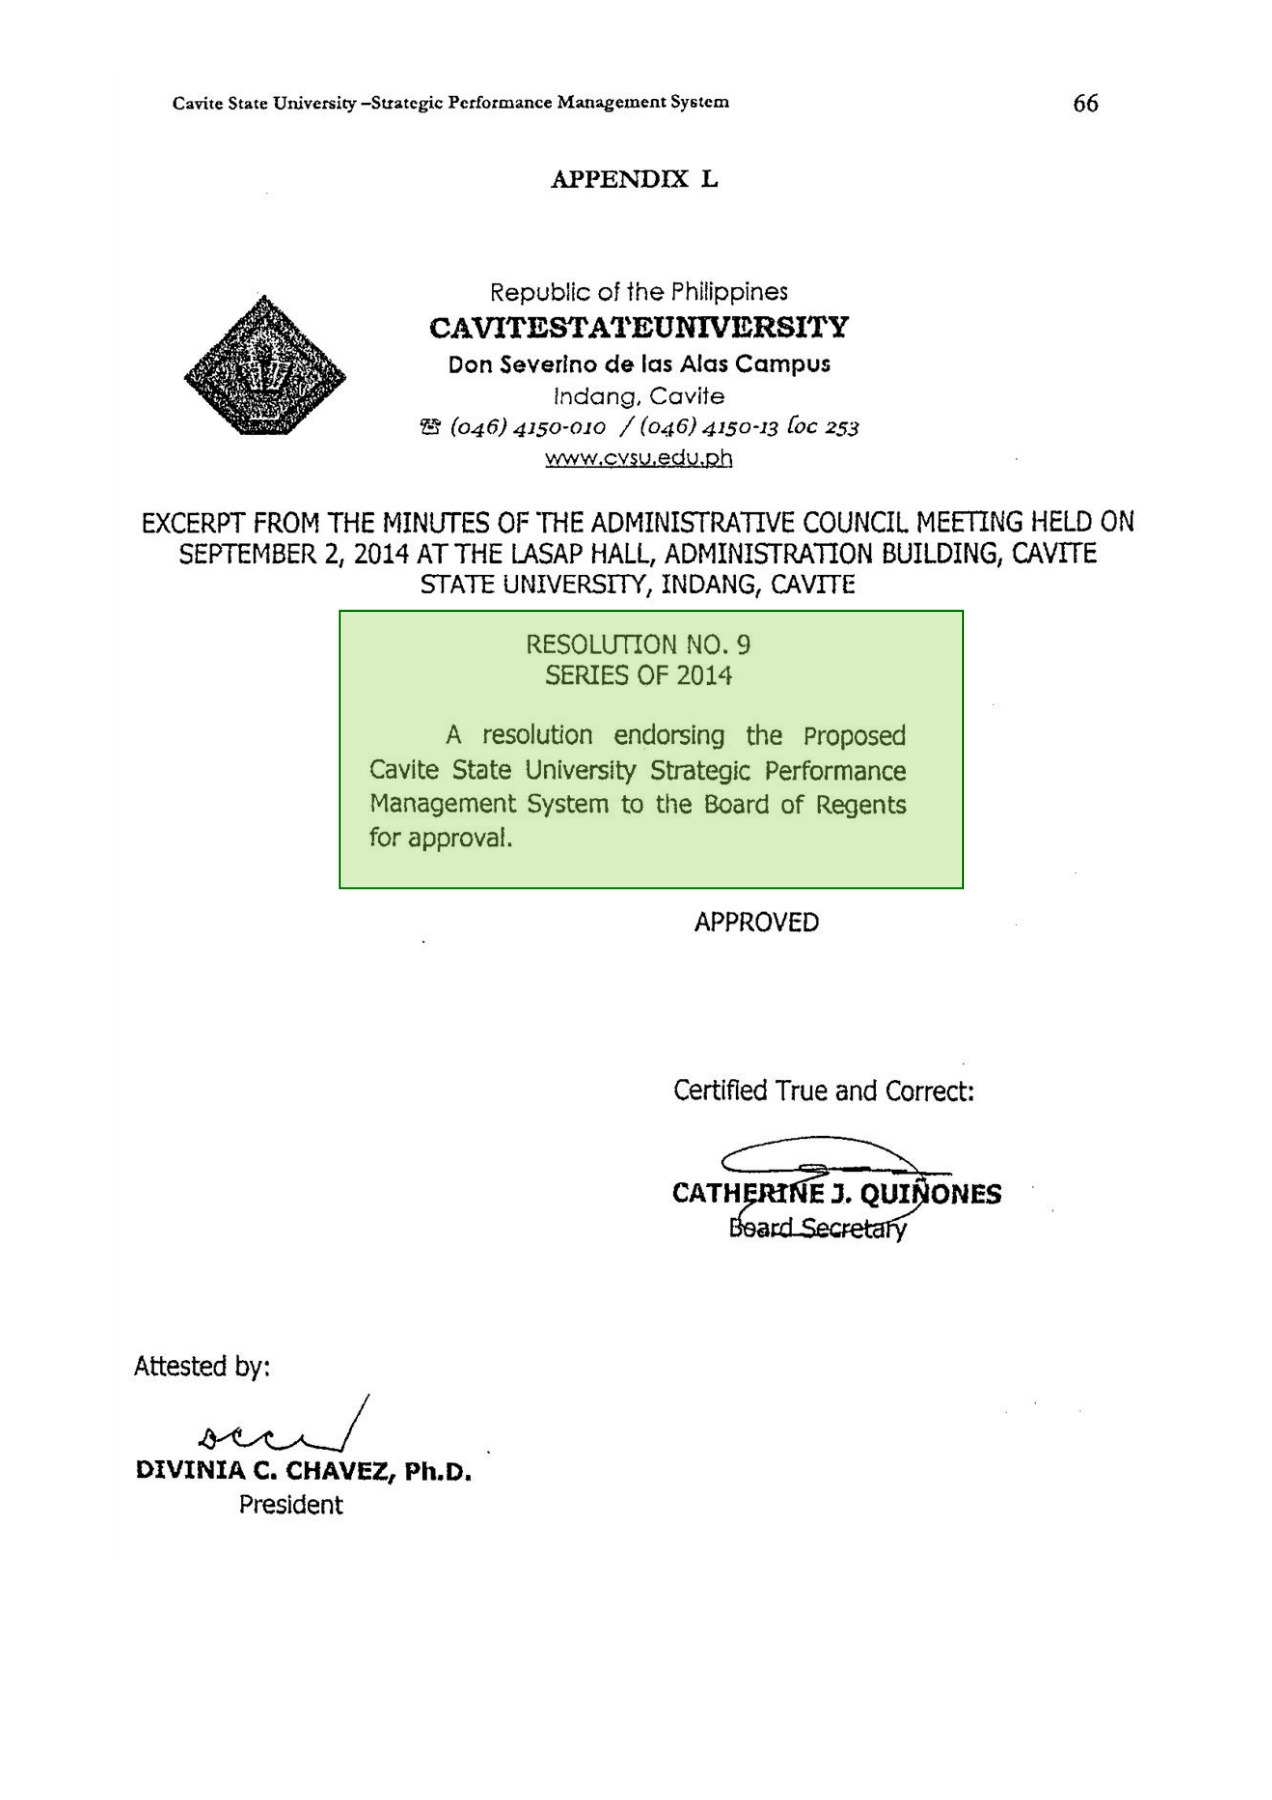 Cavite State University –Strategic Performance Management System 66
APPENDIX L
Republic of the Philippines
CAVITESTATEUNIVERSITY
Don Severino de las Alas Campus
Indang, Cavite
☏ (046) 4150-010 / (046) 4150-13 loc 253
www.cvsu.edu.ph
EXCERPT FROM THE MINUTES OF THE ADMINISTRATIVE COUNCIL MEETING HELD ON
SEPTEMBER 2, 2014 AT THE LASAP HALL, ADMINISTRATION BUILDING, CAVITE
STATE UNIVERSITY, INDANG, CAVITE
RESOLUTION NO. 9
SERIES OF 2014
A resolution endorsing the Proposed
Cavite State University Strategic Performance
Management System to the Board of Regents
for approval.
APPROVED
Certified True and Correct:
CATHERINE J. QUIÑONES
Board Secretary
Attested by:
DIVINIA C. CHAVEZ, Ph.D.
President